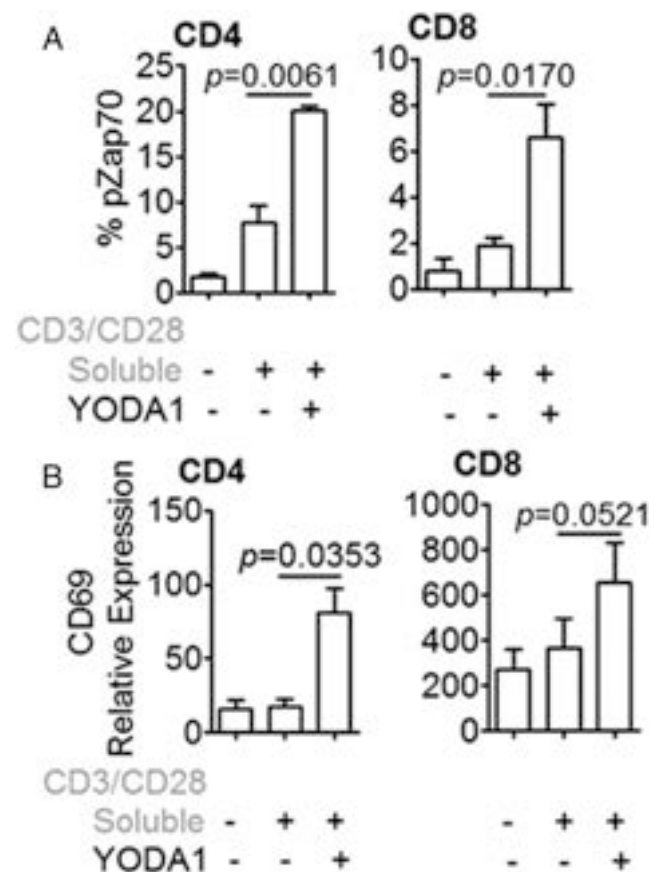 A
CD4
CD8
% pZap70
25
20
15
10
5
0
p=0.0061
10
8
6
4
2
0
p=0.0170
CD3/CD28
Soluble - + + - + +
YODA1 - - + - - +
B
CD4
CD8
CD69
Relative Expression
150
100
50
0
p=0.0353
1000
800
600
400
200
0
p=0.0521
CD3/CD28
Soluble - + + - + +
YODA1 - - + - - +